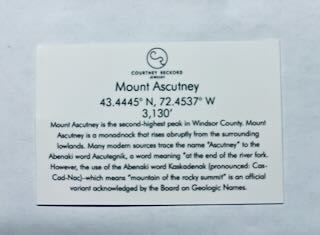 COURTNEY RECKORD
JEWELRY
Mount Ascutney
43.4445° N, 72.4537° W
3,130'
Mount Ascutney is the second-highest peak in Windsor County. Mount
Ascutney is a monadnock that rises abruptly from the surrounding
lowlands. Many modern sources trace the name "Ascutney" to the
Abenaki word Ascutegnik, a word meaning "at the end of the river fork.
However, the use of the Abenaki word Kaskadenak (pronounced: Cas-
Cad-Nac)–which means "mountain of the rocky summit" is an official
variant acknowledged by the Board on Geologic Names.